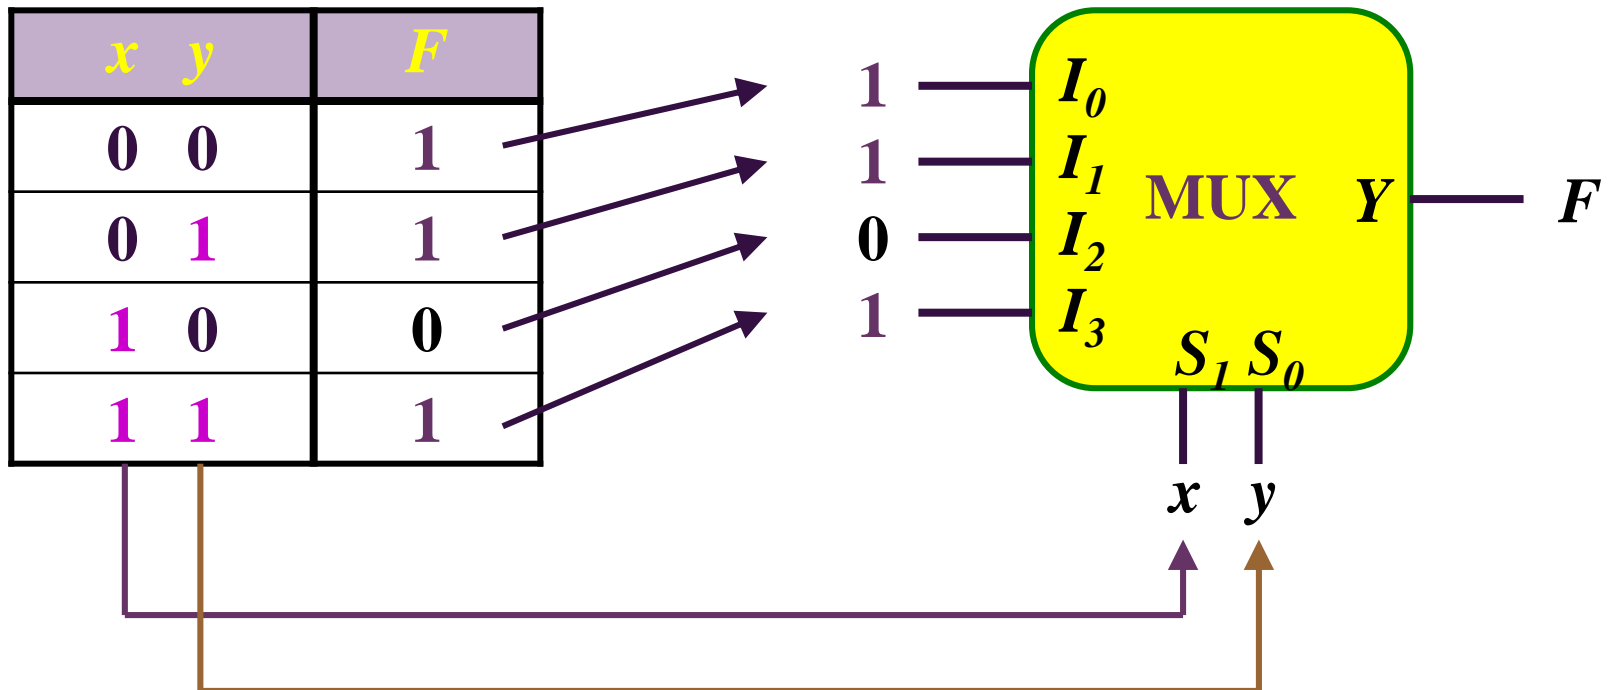 x y F
0 0 1
0 1 1
1 0 0
1 1 1
1 I0
1 I1
0 I2
1 I3
MUX Y F
S1 S0
x y